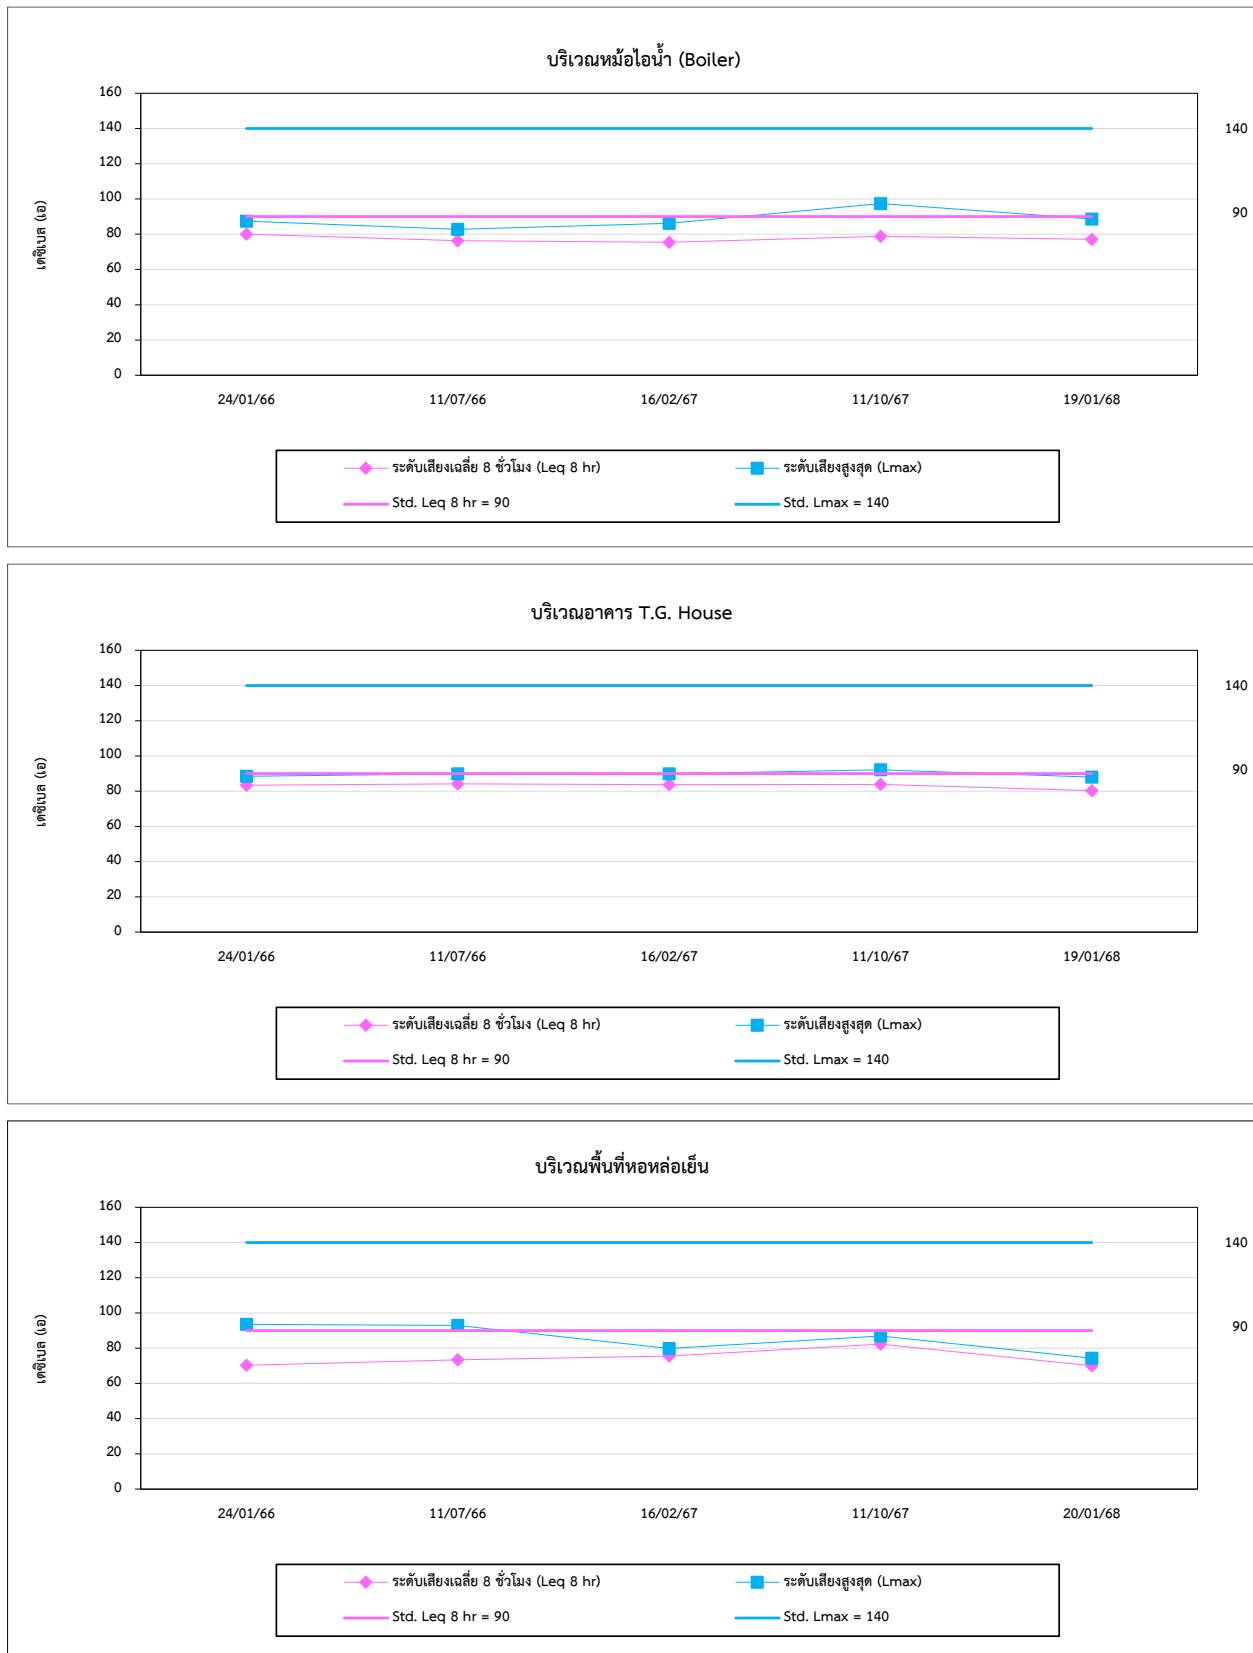 บริเวณหม้อไอน้ำ (Boiler)
160
140
120
100
80
60
40
20
0
เดซิเบล (เอ)
140
90
24/01/66 11/07/66 16/02/67 11/10/67 19/01/68
ระดับเสียงเฉลี่ย 8 ชั่วโมง (Leq 8 hr) ระดับเสียงสูงสุด (Lmax)
Std. Leq 8 hr = 90 Std. Lmax = 140
บริเวณอาคาร T.G. House
160
140
120
100
80
60
40
20
0
เดซิเบล (เอ)
140
90
24/01/66 11/07/66 16/02/67 11/10/67 19/01/68
ระดับเสียงเฉลี่ย 8 ชั่วโมง (Leq 8 hr) ระดับเสียงสูงสุด (Lmax)
Std. Leq 8 hr = 90 Std. Lmax = 140
บริเวณพื้นที่หอหล่อเย็น
160
140
120
100
80
60
40
20
0
เดซิเบล (เอ)
140
90
24/01/66 11/07/66 16/02/67 11/10/67 20/01/68
ระดับเสียงเฉลี่ย 8 ชั่วโมง (Leq 8 hr) ระดับเสียงสูงสุด (Lmax)
Std. Leq 8 hr = 90 Std. Lmax = 140